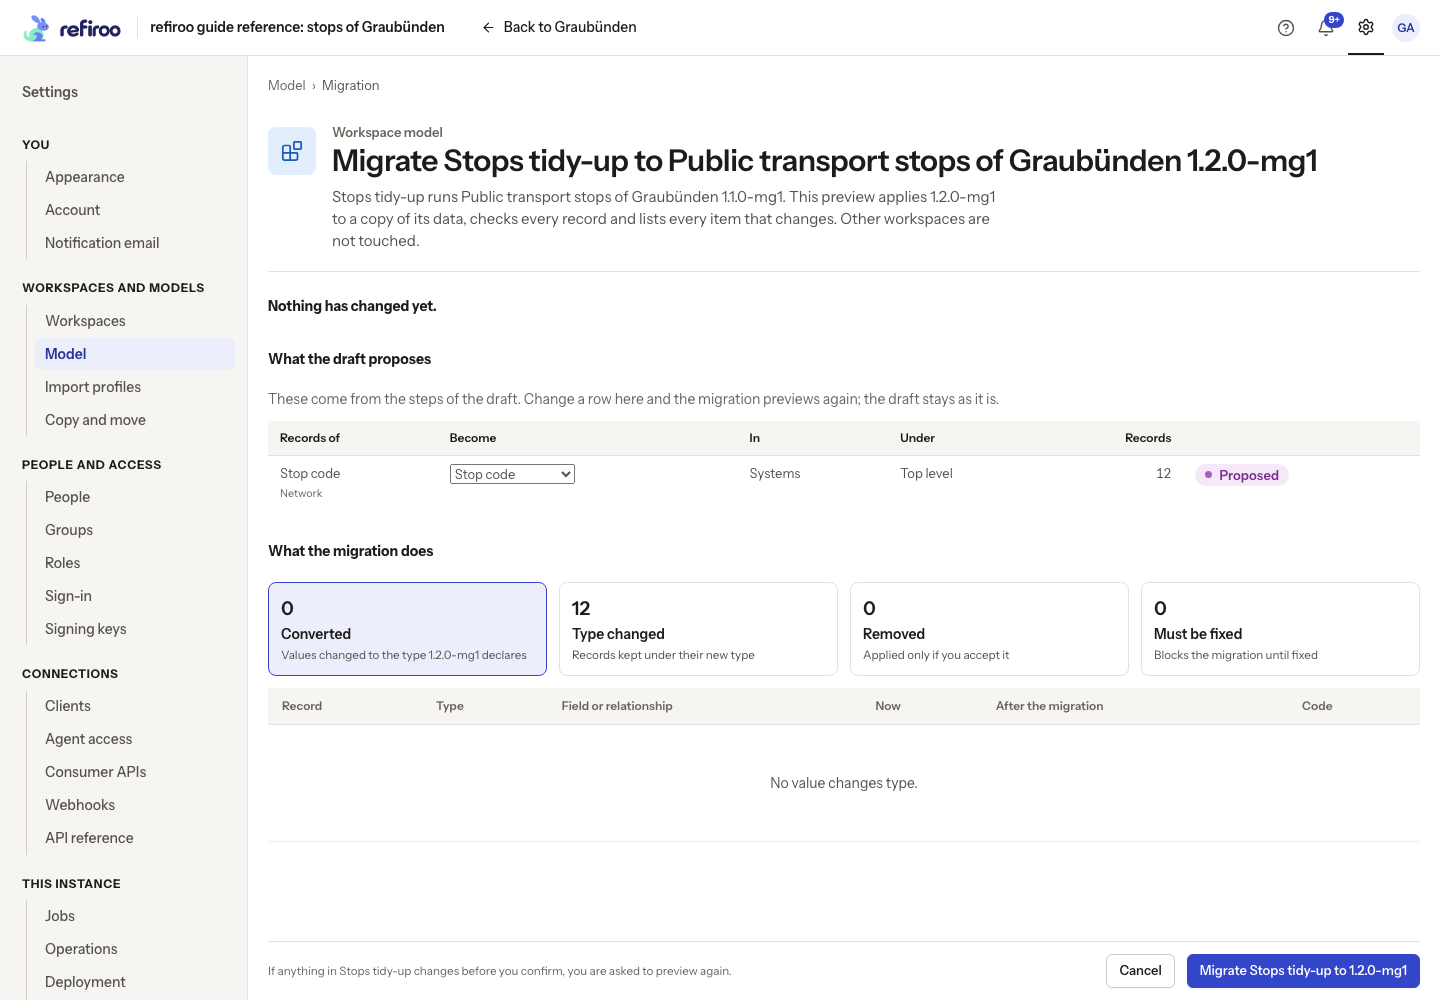 refiroo
refiroo guide reference: stops of Graubünden
← Back to Graubünden
9+
GA
Settings
YOU
Appearance
Account
Notification email
WORKSPACES AND MODELS
Workspaces
Model
Import profiles
Copy and move
PEOPLE AND ACCESS
People
Groups
Roles
Sign-in
Signing keys
CONNECTIONS
Clients
Agent access
Consumer APIs
Webhooks
API reference
THIS INSTANCE
Jobs
Operations
Deployment
Model › Migration
Workspace model
Migrate Stops tidy-up to Public transport stops of Graubünden 1.2.0-mg1
Stops tidy-up runs Public transport stops of Graubünden 1.1.0-mg1. This preview applies 1.2.0-mg1
to a copy of its data, checks every record and lists every item that changes. Other workspaces are
not touched.
Nothing has changed yet.
What the draft proposes
These come from the steps of the draft. Change a row here and the migration previews again; the draft stays as it is.
Records of Become In Under Records
Stop code Stop code Systems Top level 12 Proposed
Network
What the migration does
0
Converted
Values changed to the type 1.2.0-mg1 declares
12
Type changed
Records kept under their new type
0
Removed
Applied only if you accept it
0
Must be fixed
Blocks the migration until fixed
Record Type Field or relationship Now After the migration Code
No value changes type.
If anything in Stops tidy-up changes before you confirm, you are asked to preview again.
Cancel
Migrate Stops tidy-up to 1.2.0-mg1